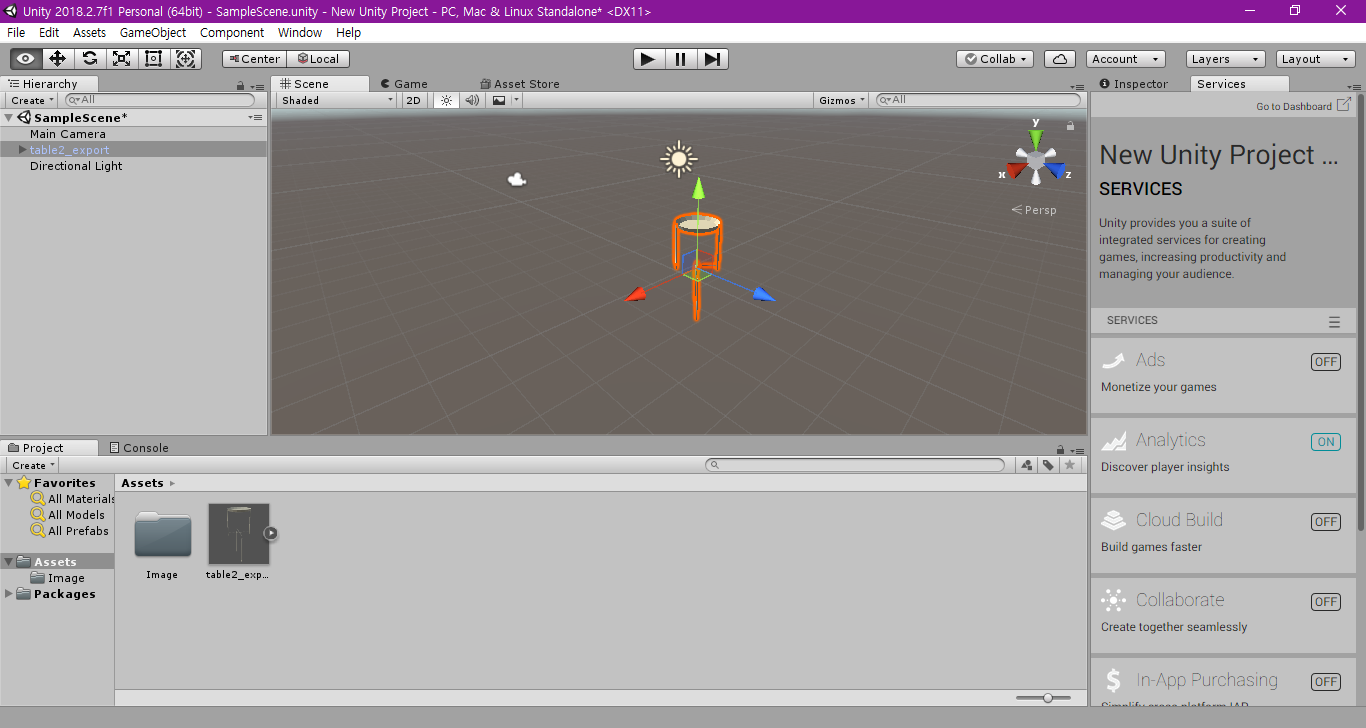 Unity 2018.2.7f1 Personal (64bit) - SampleScene.unity - New Unity Project - PC, Mac & Linux Standalone* <DX11>
File Edit Assets GameObject Component Window Help
Center Local Collab Account Layers Layout
Hierarchy
Create All
SampleScene*
Main Camera
table2_export
Directional Light
Scene Game Asset Store
Shaded 2D Gizmos All
y
x z
Persp
Inspector Services
Go to Dashboard
New Unity Project ...
SERVICES
Unity provides you a suite of
integrated services for creating
games, increasing productivity and
managing your audience.
SERVICES
Ads OFF
Monetize your games
Analytics ON
Discover player insights
Cloud Build OFF
Build games faster
Collaborate OFF
Create together seamlessly
In-App Purchasing OFF
Simplify cross platform IAP
Project Console
Create
Favorites
All Materials
All Models
All Prefabs
Assets
Image
Packages
Assets
Image table2_exp...